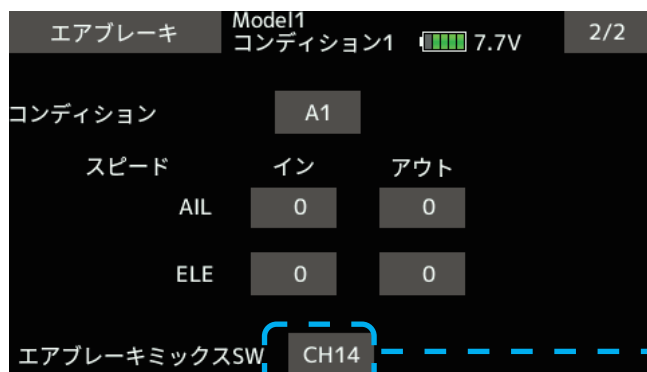 エアブレーキ
Model1
コンディション1
7.7V
2/2
コンディション
A1
スピード
イン
アウト
AIL
0
0
ELE
0
0
エアブレーキミックスSW
CH14